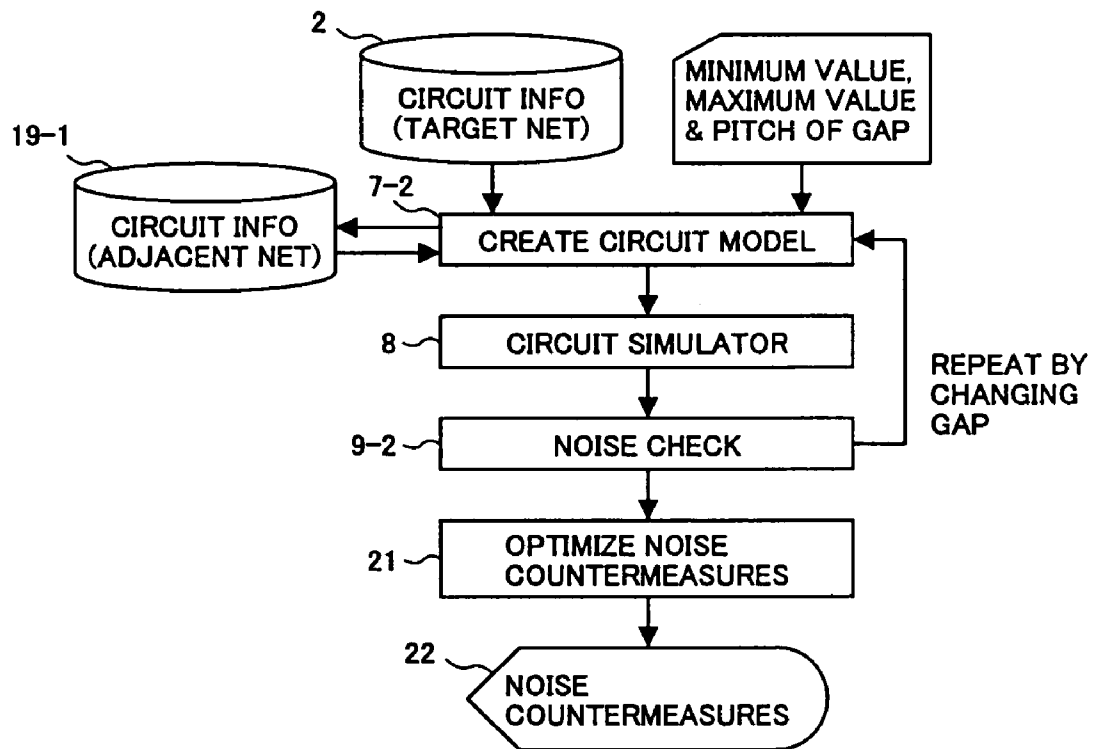 2
CIRCUIT INFO
(TARGET NET)
MINIMUM VALUE,
MAXIMUM VALUE
& PITCH OF GAP
19-1
CIRCUIT INFO
(ADJACENT NET)
7-2
CREATE CIRCUIT MODEL
8
CIRCUIT SIMULATOR
REPEAT BY
CHANGING
GAP
9-2
NOISE CHECK
21
OPTIMIZE NOISE
COUNTERMEASURES
22
NOISE
COUNTERMEASURES